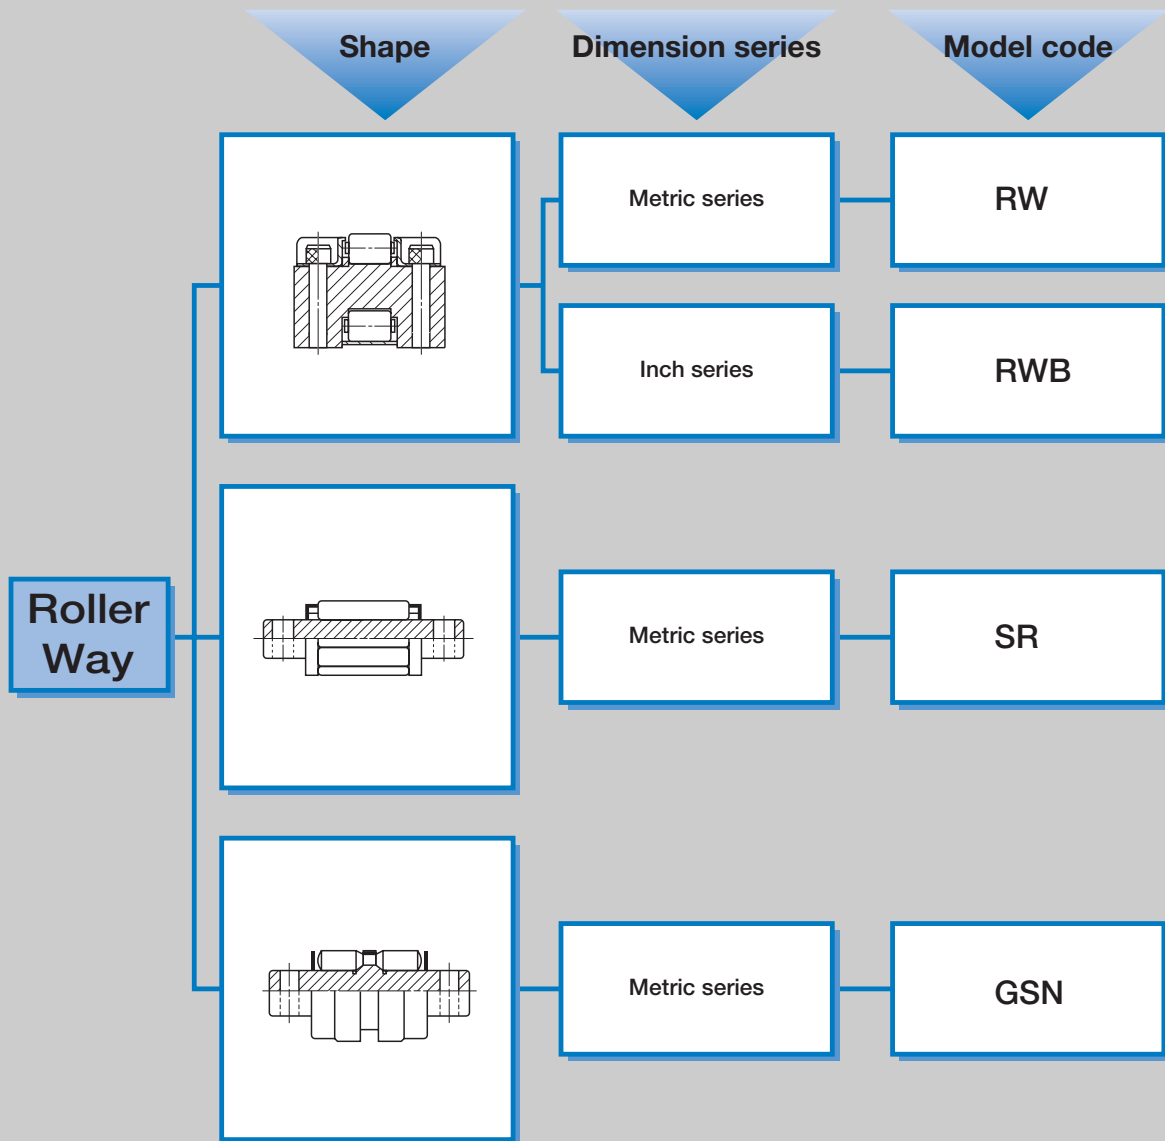 Shape
Dimension series
Model code
Metric series
RW
Inch series
RWB
Roller
Way
Metric series
SR
Metric series
GSN